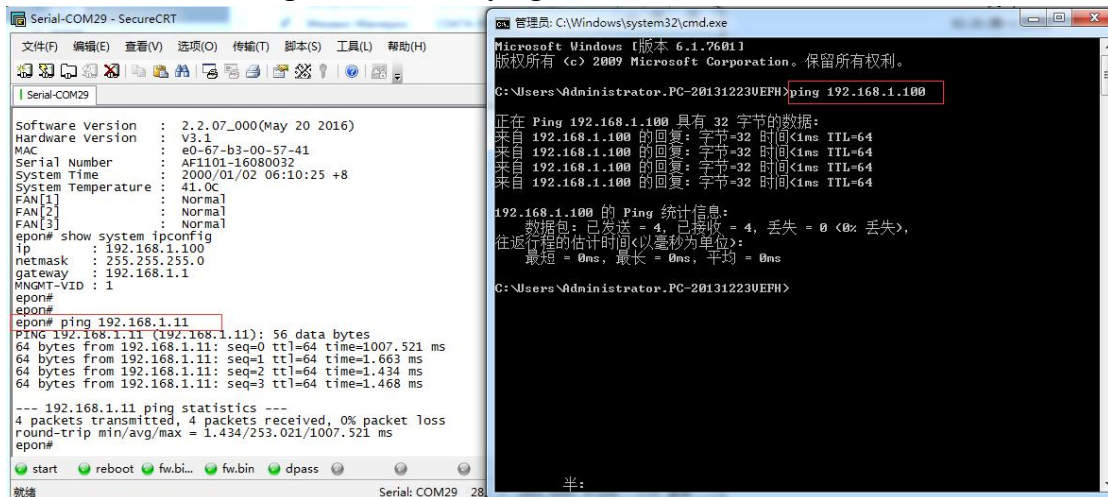 Serial-COM29 - SecureCRT
文件(F) 编辑(E) 查看(V) 选项(O) 传输(T) 脚本(S) 工具(L) 帮助(H)
Serial-COM29
Software Version : 2.2.07_000(May 20 2016)
Hardware Version : V3.1
MAC : e0-67-b3-00-57-41
Serial Number : AF1101-16080032
System Time : 2000/01/02 06:10:25 +8
System Temperature : 41.0C
FAN[1] : Normal
FAN[2] : Normal
FAN[3] : Normal
epon# show system ipconfig
ip : 192.168.1.100
netmask : 255.255.255.0
gateway : 192.168.1.1
MNGMT-VID : 1
epon#
epon#
epon# ping 192.168.1.11
PING 192.168.1.11 (192.168.1.11): 56 data bytes
64 bytes from 192.168.1.11: seq=0 ttl=64 time=1007.521 ms
64 bytes from 192.168.1.11: seq=1 ttl=64 time=1.663 ms
64 bytes from 192.168.1.11: seq=2 ttl=64 time=1.434 ms
64 bytes from 192.168.1.11: seq=3 ttl=64 time=1.468 ms
--- 192.168.1.11 ping statistics ---
4 packets transmitted, 4 packets received, 0% packet loss
round-trip min/avg/max = 1.434/253.021/1007.521 ms
epon#
start reboot fw.bi... fw.bin dpass
就绪 Serial: COM29 28
管理员: C:\Windows\system32\cmd.exe
Microsoft Windows [版本 6.1.7601]
版权所有 (c) 2009 Microsoft Corporation。保留所有权利。
C:\Users\Administrator.PC-20131223VEFH>ping 192.168.1.100
正在 Ping 192.168.1.100 具有 32 字节的数据:
来自 192.168.1.100 的回复: 字节=32 时间<1ms TTL=64
来自 192.168.1.100 的回复: 字节=32 时间<1ms TTL=64
来自 192.168.1.100 的回复: 字节=32 时间<1ms TTL=64
来自 192.168.1.100 的回复: 字节=32 时间<1ms TTL=64
192.168.1.100 的 Ping 统计信息:
数据包: 已发送 = 4, 已接收 = 4, 丢失 = 0 (0% 丢失),
往返行程的估计时间(以毫秒为单位):
最短 = 0ms, 最长 = 0ms, 平均 = 0ms
C:\Users\Administrator.PC-20131223VEFH>
半: